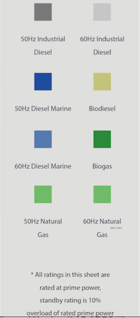 50Hz Industrial
Diesel
60Hz Industrial
Diesel
50Hz Diesel Marine
Biodiesel
60Hz Diesel Marine
Biogas
50Hz Natural
Gas
60Hz Natural
Gas
* All ratings in this sheet are
rated at prime power,
standby rating is 10%
overload of rated prime power